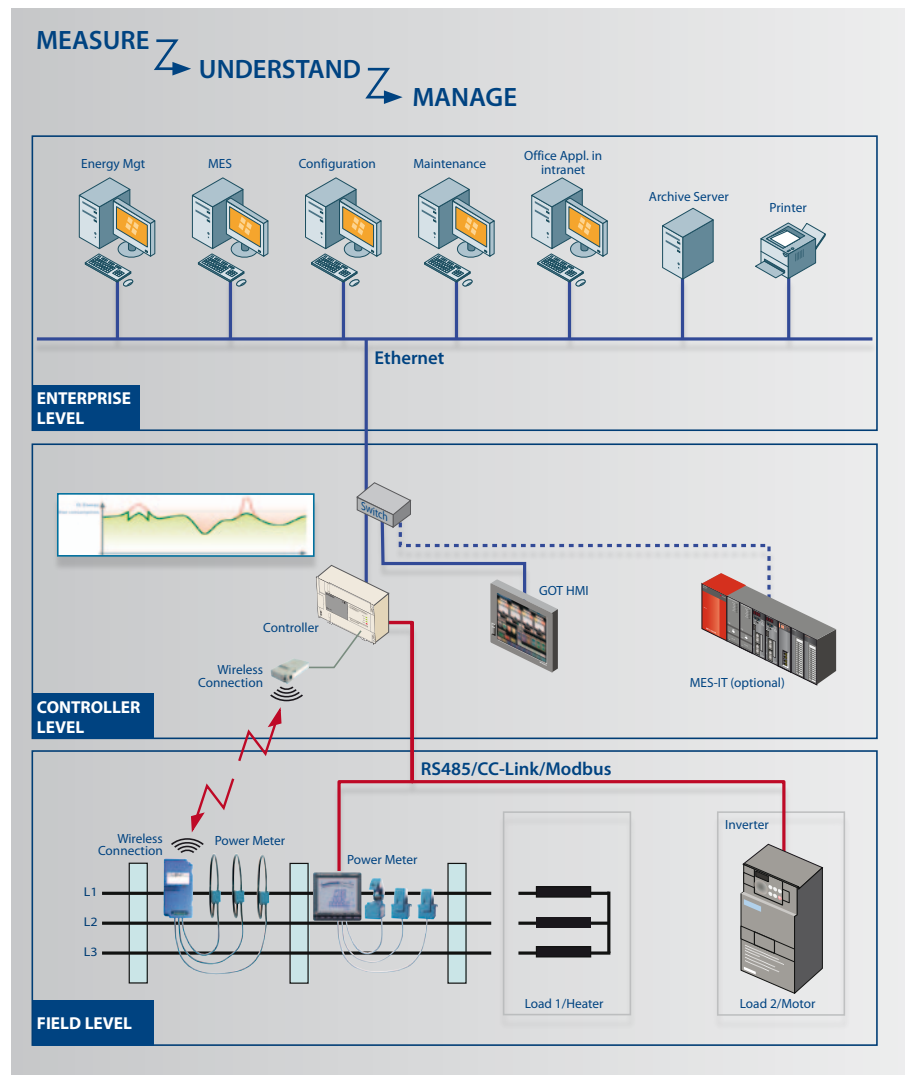 MEASURE
UNDERSTAND
MANAGE
Energy Mgt
MES
Configuration
Maintenance
Office Appl. in
intranet
Archive Server
Printer
Ethernet
ENTERPRISE
LEVEL
Switch
GOT HMI
Controller
Wireless
Connection
MES-IT (optional)
CONTROLLER
LEVEL
RS485/CC-Link/Modbus
Inverter
Wireless
Connection
Power Meter
Power Meter
L1
L2
L3
Load 1/Heater
Load 2/Motor
FIELD LEVEL